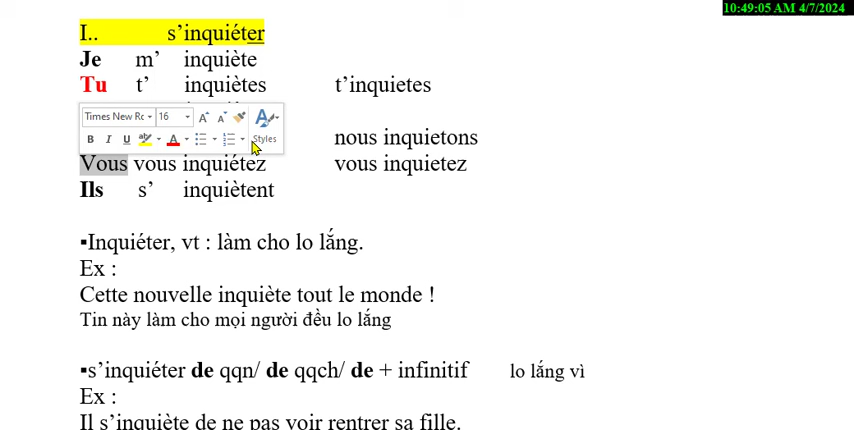 10:49:05 AM 4/7/2024
I.. s’inquiéter
Je m’ inquiète
Tu t’ inquiètes t’inquietes
Times New Ro 16 A A
nous inquietons
B I U A Styles
Vous vous inquiétez vous inquietez
Ils s’ inquiètent
▪Inquiéter, vt : làm cho lo lắng.
Ex :
Cette nouvelle inquiète tout le monde !
Tin này làm cho mọi người đều lo lắng
▪s’inquiéter de qqn/ de qqch/ de + infinitif lo lắng vì
Ex :
Il s’inquiète de ne pas voir rentrer sa fille.